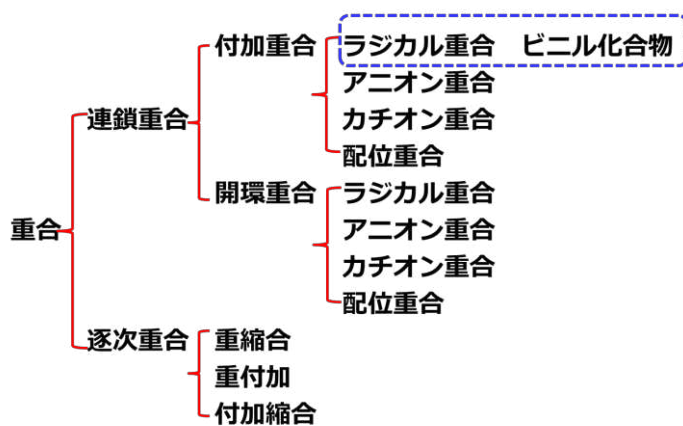 付加重合
ラジカル重合 ビニル化合物
アニオン重合
連鎖重合
カチオン重合
配位重合
開環重合
ラジカル重合
重合
アニオン重合
カチオン重合
配位重合
逐次重合
重縮合
重付加
付加縮合